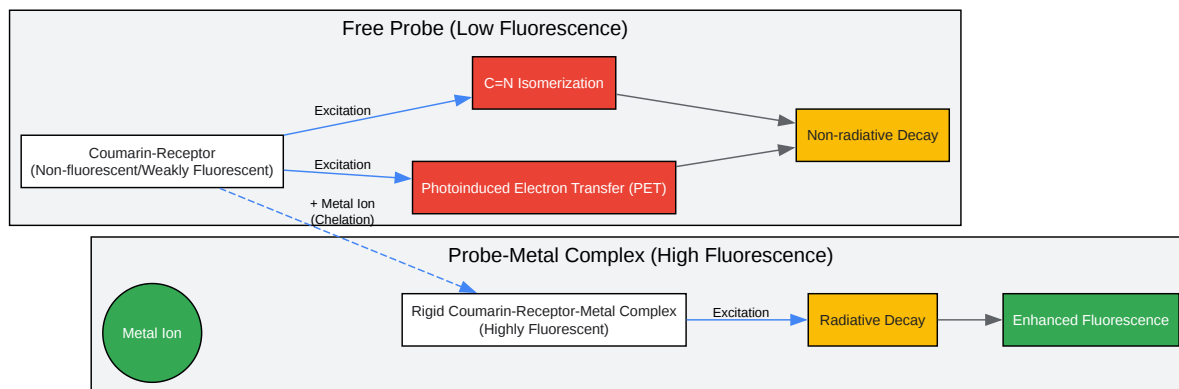 Free Probe (Low Fluorescence)
C=N Isomerization
Excitation
Non-radiative Decay
Coumarin-Receptor
(Non-fluorescent/Weakly Fluorescent)
Excitation
Photoinduced Electron Transfer (PET)
+ Metal Ion
(Chelation)
Probe-Metal Complex (High Fluorescence)
Metal Ion
Rigid Coumarin-Receptor-Metal Complex
(Highly Fluorescent)
Excitation
Radiative Decay
Enhanced Fluorescence